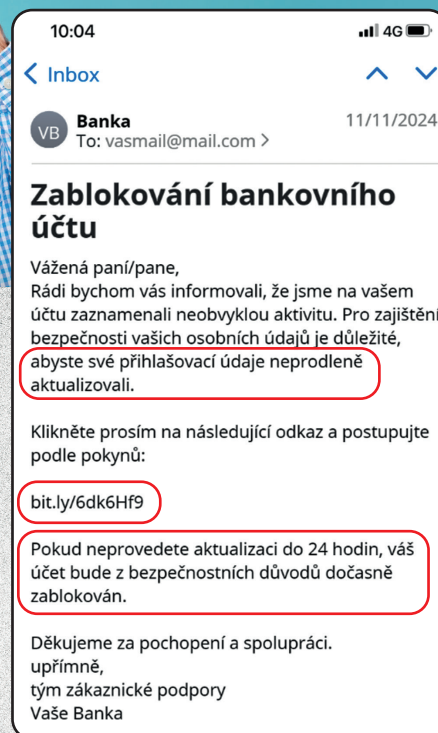 10:04
4G
Inbox
VB
Banka
11/11/2024
To: vasmail@mail.com >
Zablokování bankovního
účtu
Vážená paní/pane,
Rádi bychom vás informovali, že jsme na vašem
účtu zaznamenali neobvyklou aktivitu. Pro zajištění
bezpečnosti vašich osobních údajů je důležité,
abyste své přihlašovací údaje neprodleně
aktualizovali.
Klikněte prosím na následující odkaz a postupujte
podle pokynů:
bit.ly/6dk6Hf9
Pokud neprovedete aktualizaci do 24 hodin, váš
účet bude z bezpečnostních důvodů dočasně
zablokován.
Děkujeme za pochopení a spolupráci.
upřímně,
tým zákaznické podpory
Vaše Banka